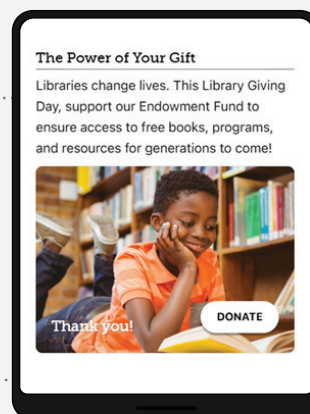 The Power of Your Gift
Libraries change lives. This Library Giving
Day, support our Endowment Fund to
ensure access to free books, programs,
and resources for generations to come!
Thank you!
DONATE